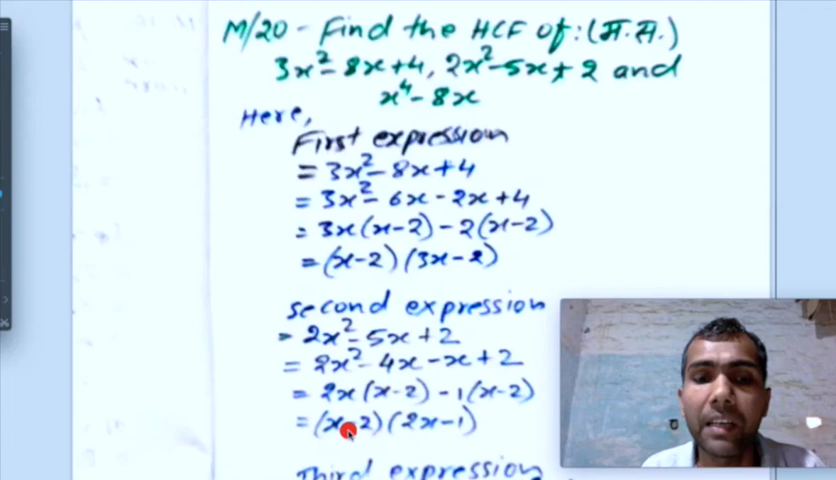 M/20 - Find the HCF of: (म.स.)
3x² - 8x + 4, 2x² - 5x + 2 and
x⁴ - 8x
Here,
First expression
= 3x² - 8x + 4
= 3x² - 6x - 2x + 4
= 3x(x-2) - 2(x-2)
= (x-2) (3x-2)
second expression
= 2x² - 5x + 2
= 2x² - 4x - x + 2
= 2x(x-2) - 1(x-2)
= (x-2) (2x-1)
Third expression